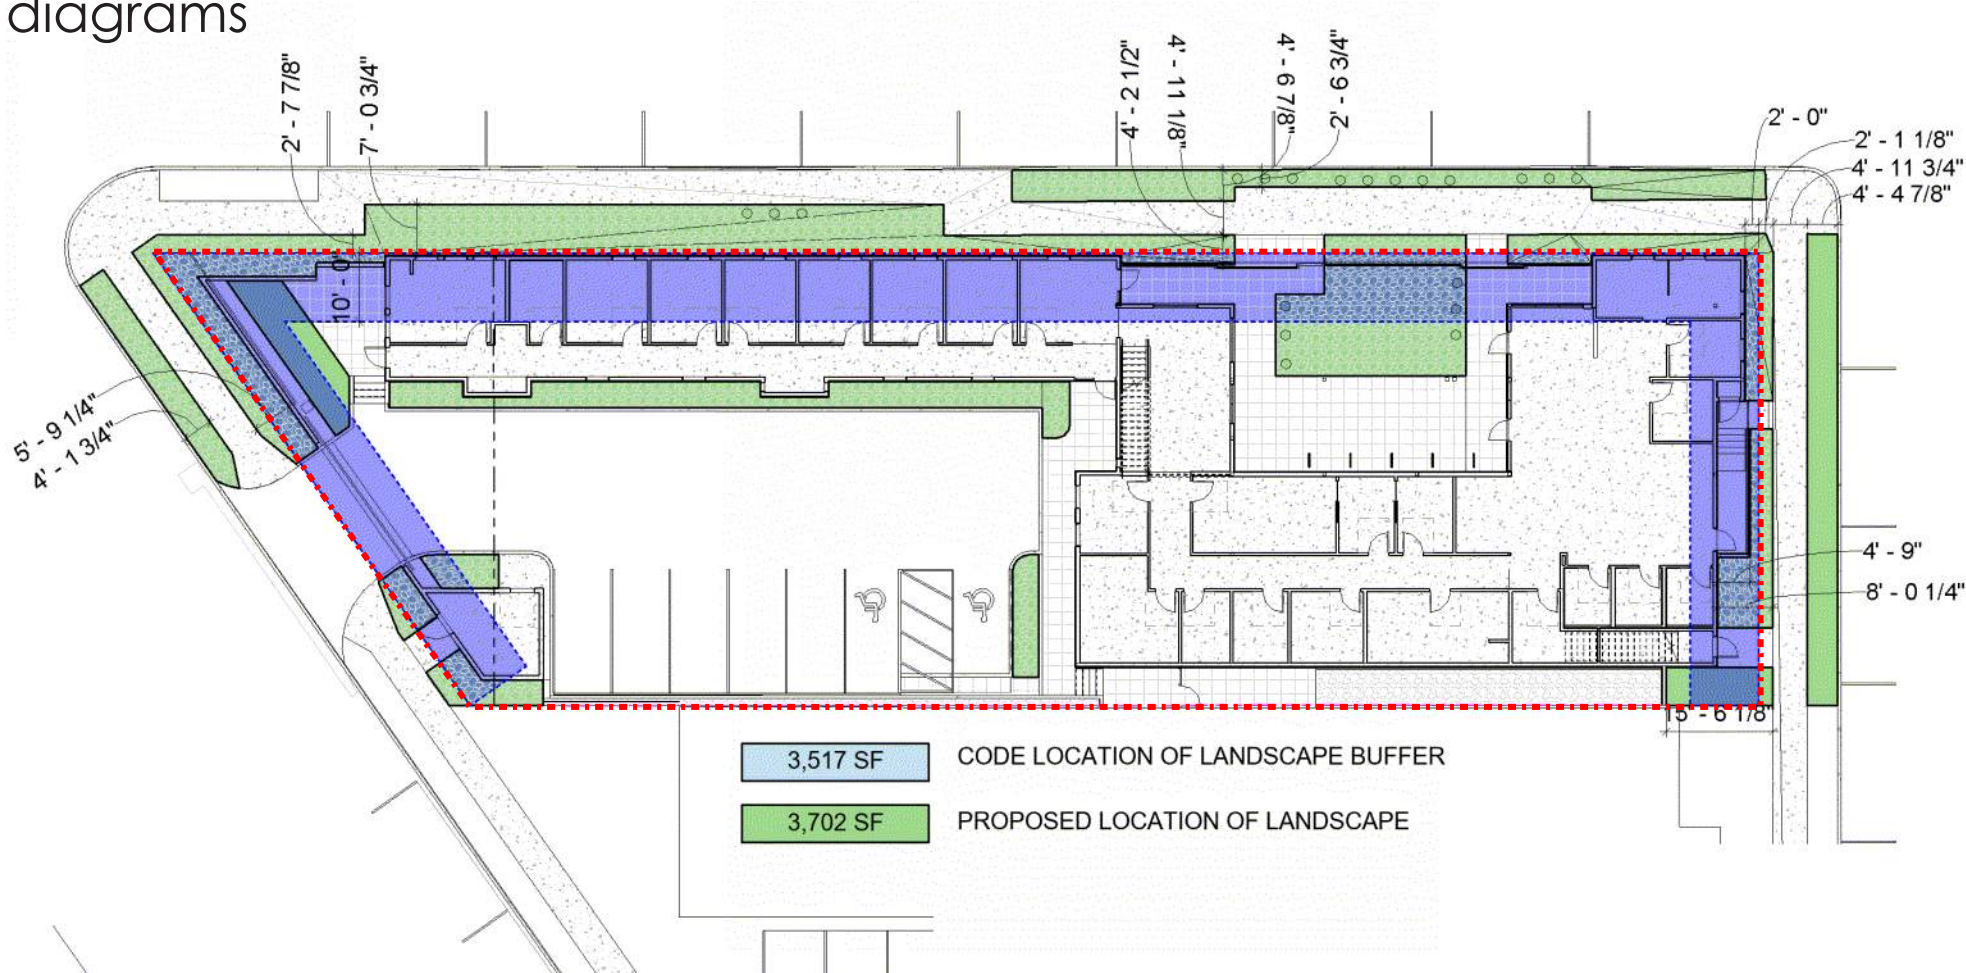 diagrams
2' - 7 7/8"
7' - 0 3/4"
4' - 2 1/2"
4' - 11 1/8"
4' - 6 7/8"
2' - 6 3/4"
2' - 0"
2' - 1 1/8"
4' - 11 3/4"
4' - 4 7/8"
10' - 0"
5' - 9 1/4"
4' - 1 3/4"
4' - 9"
8' - 0 1/4"
15' - 6 1/8"
3,517 SF CODE LOCATION OF LANDSCAPE BUFFER
3,702 SF PROPOSED LOCATION OF LANDSCAPE